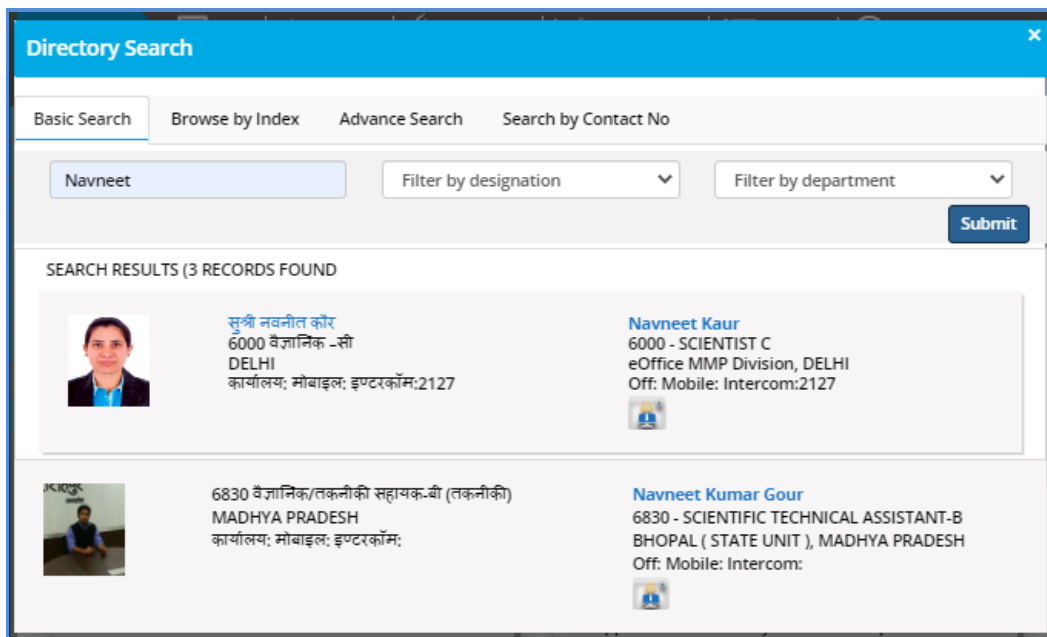 Directory Search
×
Basic Search Browse by Index Advance Search Search by Contact No
Navneet Filter by designation Filter by department
Submit
SEARCH RESULTS (3 RECORDS FOUND
सुश्री नवनीत कौर
6000 वैज्ञानिक –सी
DELHI
कार्यालय: मोबाइल: इण्टरकॉम:2127
Navneet Kaur
6000 - SCIENTIST C
eOffice MMP Division, DELHI
Off: Mobile: Intercom:2127
6830 वैज्ञानिक/तकनीकी सहायक-बी (तकनीकी)
MADHYA PRADESH
कार्यालय: मोबाइल: इण्टरकॉम:
Navneet Kumar Gour
6830 - SCIENTIFIC TECHNICAL ASSISTANT-B
BHOPAL ( STATE UNIT ), MADHYA PRADESH
Off: Mobile: Intercom: